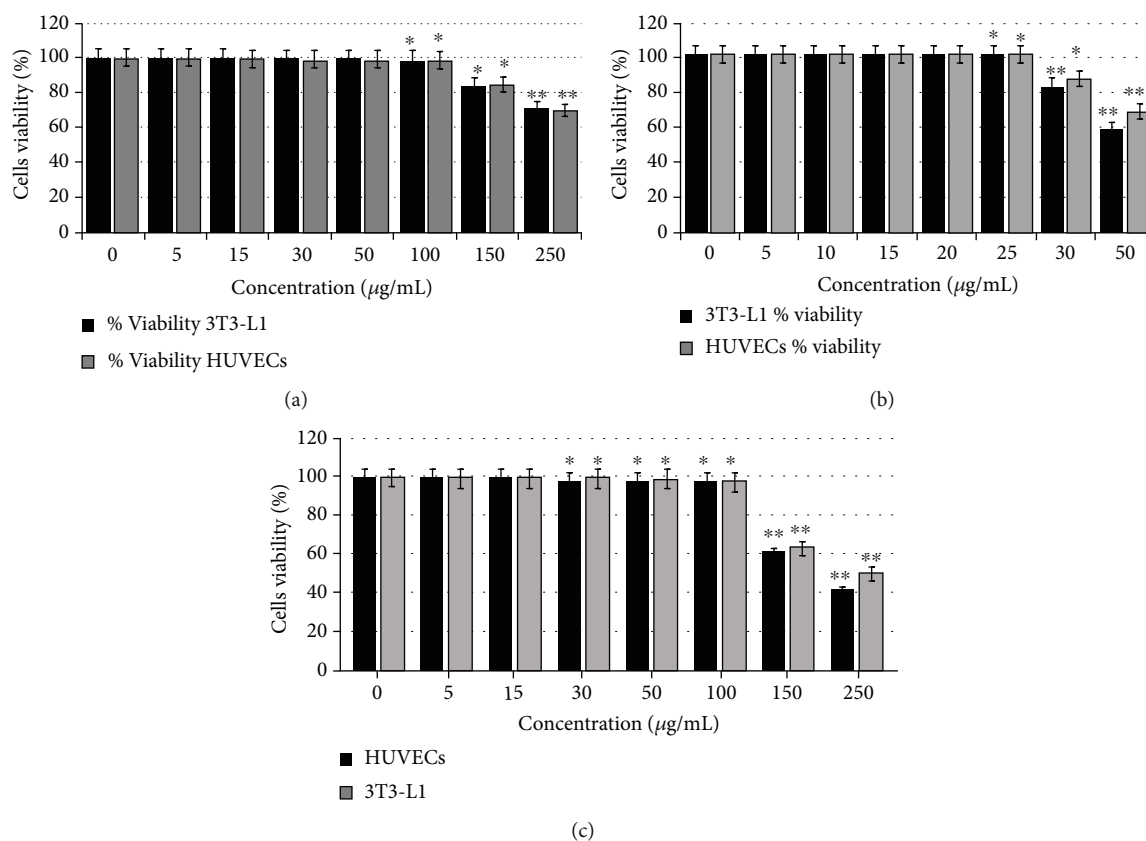 120
100
80
60
40
20
0
Cells viability (%)
* *
* *
** **
0 5 15 30 50 100 150 250
Concentration (μg/mL)
% Viability 3T3-L1
% Viability HUVECs
(a)
120
100
80
60
40
20
0
Cells viability (%)
* *
** *
** **
0 5 10 15 20 25 30 50
Concentration (μg/mL)
3T3-L1 % viability
HUVECs % viability
(b)
120
100
80
60
40
20
0
Cells viability (%)
* * * * * *
** **
** **
0 5 15 30 50 100 150 250
Concentration (μg/mL)
HUVECs
3T3-L1
(c)